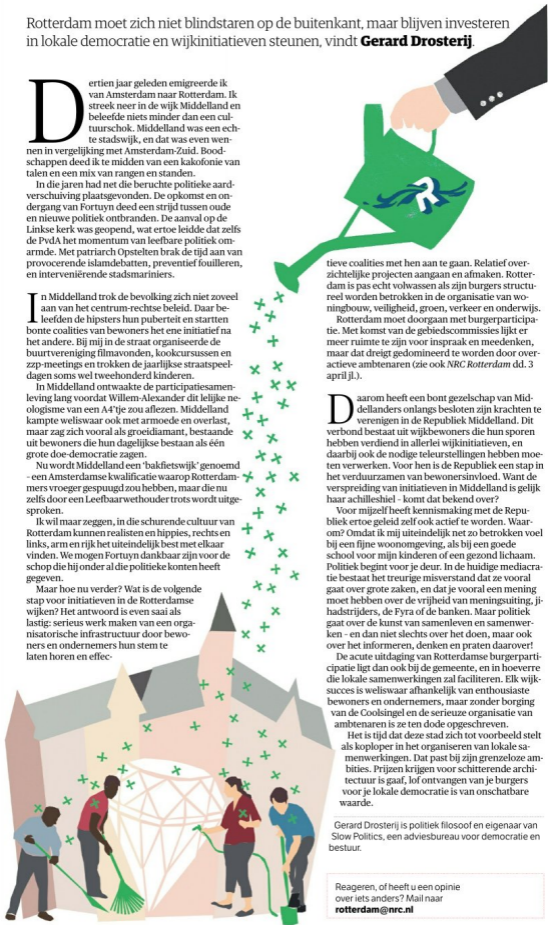 Rotterdam moet zich niet blindstaren op de buitenkant, maar blijven investeren
in lokale democratie en wijkinitiatieven steunen, vindt Gerard Drosterij.
Dertien jaar geleden emigreerde ik
van Amsterdam naar Rotterdam. Ik
streek neer in de wijk Middelland en
beleefde niets minder dan een cul-
tuurschok. Middelland was een ech-
te stadswijk, en dat was even wen-
nen in vergelijking met Amsterdam-Zuid. Bood-
schappen deed ik te midden van een kakofonie van
talen en een mix van rangen en standen.
In die jaren had net die beruchte politieke aard-
verschuiving plaatsgevonden. De opkomst en on-
dergang van Fortuyn deed een strijd tussen oude
en nieuwe politiek ontbranden. De aanval op de
Linkse kerk was geopend, wat ertoe leidde dat zelfs
de PvdA het momentum van leefbare politiek om-
armde. Met patriarch Opstelten brak de tijd aan van
provocerende islamdebatten, preventief fouilleren,
en interveniërende stadsmariniers.
In Middelland trok de bevolking zich niet zoveel
aan van het centrum-rechtse beleid. Daar be-
leefden de hipsters hun puberteit en startten
bonte coalities van bewoners het ene initiatief na
het andere. Bij mij in de straat organiseerde de
buurtvereniging filmavonden, kookcursussen en
zzp-meetings en trokken de jaarlijkse straatspeel-
dagen soms wel tweehonderd kinderen.
In Middelland ontwaakte de participatiesamen-
leving lang voordat Willem-Alexander dit lelijke ne-
ologisme van een A4'tje zou aflezen. Middelland
kampte weliswaar ook met armoede en overlast,
maar zag zich vooral als groeidiamant, bestaande
uit bewoners die hun dagelijkse bestaan als één
grote doe-democratie zagen.
Nu wordt Middelland een 'bakfietswijk' genoemd
– een Amsterdamse kwalificatie waarop Rotterdam-
mers vroeger gespuugd zou hebben, maar die nu
zelfs door een Leefbaarwethouder trots wordt uitge-
sproken.
Ik wil maar zeggen, in die schurende cultuur van
Rotterdam kunnen realisten en hippies, rechts en
links, arm en rijk het uiteindelijk best met elkaar
vinden. We mogen Fortuyn dankbaar zijn voor de
schop die hij onder al die politieke konten heeft
gegeven.
Maar hoe nu verder? Wat is de volgende
stap voor initiatieven in de Rotterdamse
wijken? Het antwoord is even saai als
lastig: serieus werk maken van een or-
ganisatorische infrastructuur door bewo-
ners en ondernemers hun stem te
laten horen en effec-
tieve coalities met hen aan te gaan. Relatief over-
zichtelijke projecten aangaan en afmaken. Rotter-
dam is pas echt volwassen als zijn burgers structu-
reel worden betrokken in de organisatie van wo-
ningbouw, veiligheid, groen, verkeer en onderwijs.
Rotterdam moet doorgaan met burgerparticipa-
tie. Met komst van de gebiedscommissies lijkt er
meer ruimte te zijn voor inspraak en meedenken,
maar dat dreigt gedomineerd te worden door over-
actieve ambtenaren (zie ook NRC Rotterdam dd. 3
april jl.).
Daarom heeft een bont gezelschap van Mid-
dellanders onlangs besloten zijn krachten te
verenigen in de Republiek Middelland. Dit
verbond bestaat uit wijkbewoners die hun sporen
hebben verdiend in allerlei wijkinitiatieven, en
daarbij ook de nodige teleurstellingen hebben moe-
ten verwerken. Voor hen is de Republiek een stap in
het verduurzamen van bewonersinvloed. Want de
verspreiding van initiatieven in Middelland is gelijk
haar achilleshiel – komt dat bekend over?
Voor mijzelf heeft kennismaking met de Repu-
bliek ertoe geleid zelf ook actief te worden. Waar-
om? Omdat ik mij uiteindelijk net zo betrokken voel
bij een fijne woonomgeving, als bij een goede
school voor mijn kinderen of een gezond lichaam.
Politiek begint voor je deur. In de huidige mediacra-
tie bestaat het treurige misverstand dat ze vooral
gaat over grote zaken, en dat je vooral een mening
moet hebben over de vrijheid van meningsuiting, ji-
hadstrijders, de Fyra of de banken. Maar politiek
gaat over de kunst van samenleven en samenwer-
ken – en dan niet slechts over het doen, maar ook
over het informeren, denken en praten daarover!
De acute uitdaging van Rotterdamse burgerparti-
cipatie ligt dan ook bij de gemeente, en in hoeverre
die lokale samenwerkingen zal faciliteren. Elk wijk-
succes is weliswaar afhankelijk van enthousiaste
bewoners en ondernemers, maar zonder borging
van de Coolsingel en de serieuze organisatie van
ambtenaren is ze ten dode opgeschreven.
Het is tijd dat deze stad zich tot voorbeeld stelt
als koploper in het organiseren van lokale sa-
menwerkingen. Dat past bij zijn grenzeloze am-
bities. Prijzen krijgen voor schitterende archi-
tectuur is gaaf, lof ontvangen van je burgers
voor je lokale democratie is van onschatbare
waarde.
Gerard Drosterij is politiek filosoof en eigenaar van
Slow Politics, een adviesbureau voor democratie en
bestuur.
Reageren, of heeft u een opinie
over iets anders? Mail naar
rotterdam@nrc.nl
R